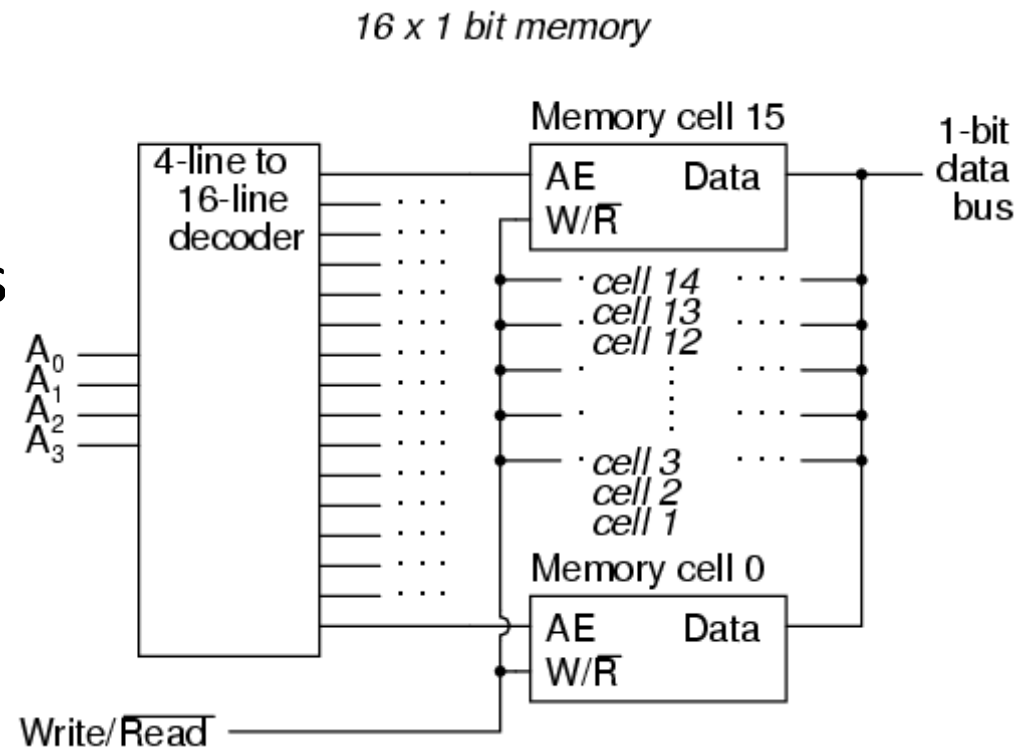 16 x 1 bit memory
Memory cell 15
1-bit
data
bus
4-line to
16-line
decoder
AE Data
W/R̅
s
cell 14
cell 13
cell 12
A₀
A₁
A₂
A₃
cell 3
cell 2
cell 1
Memory cell 0
AE Data
W/R̅
Write/R̅e̅a̅d̅